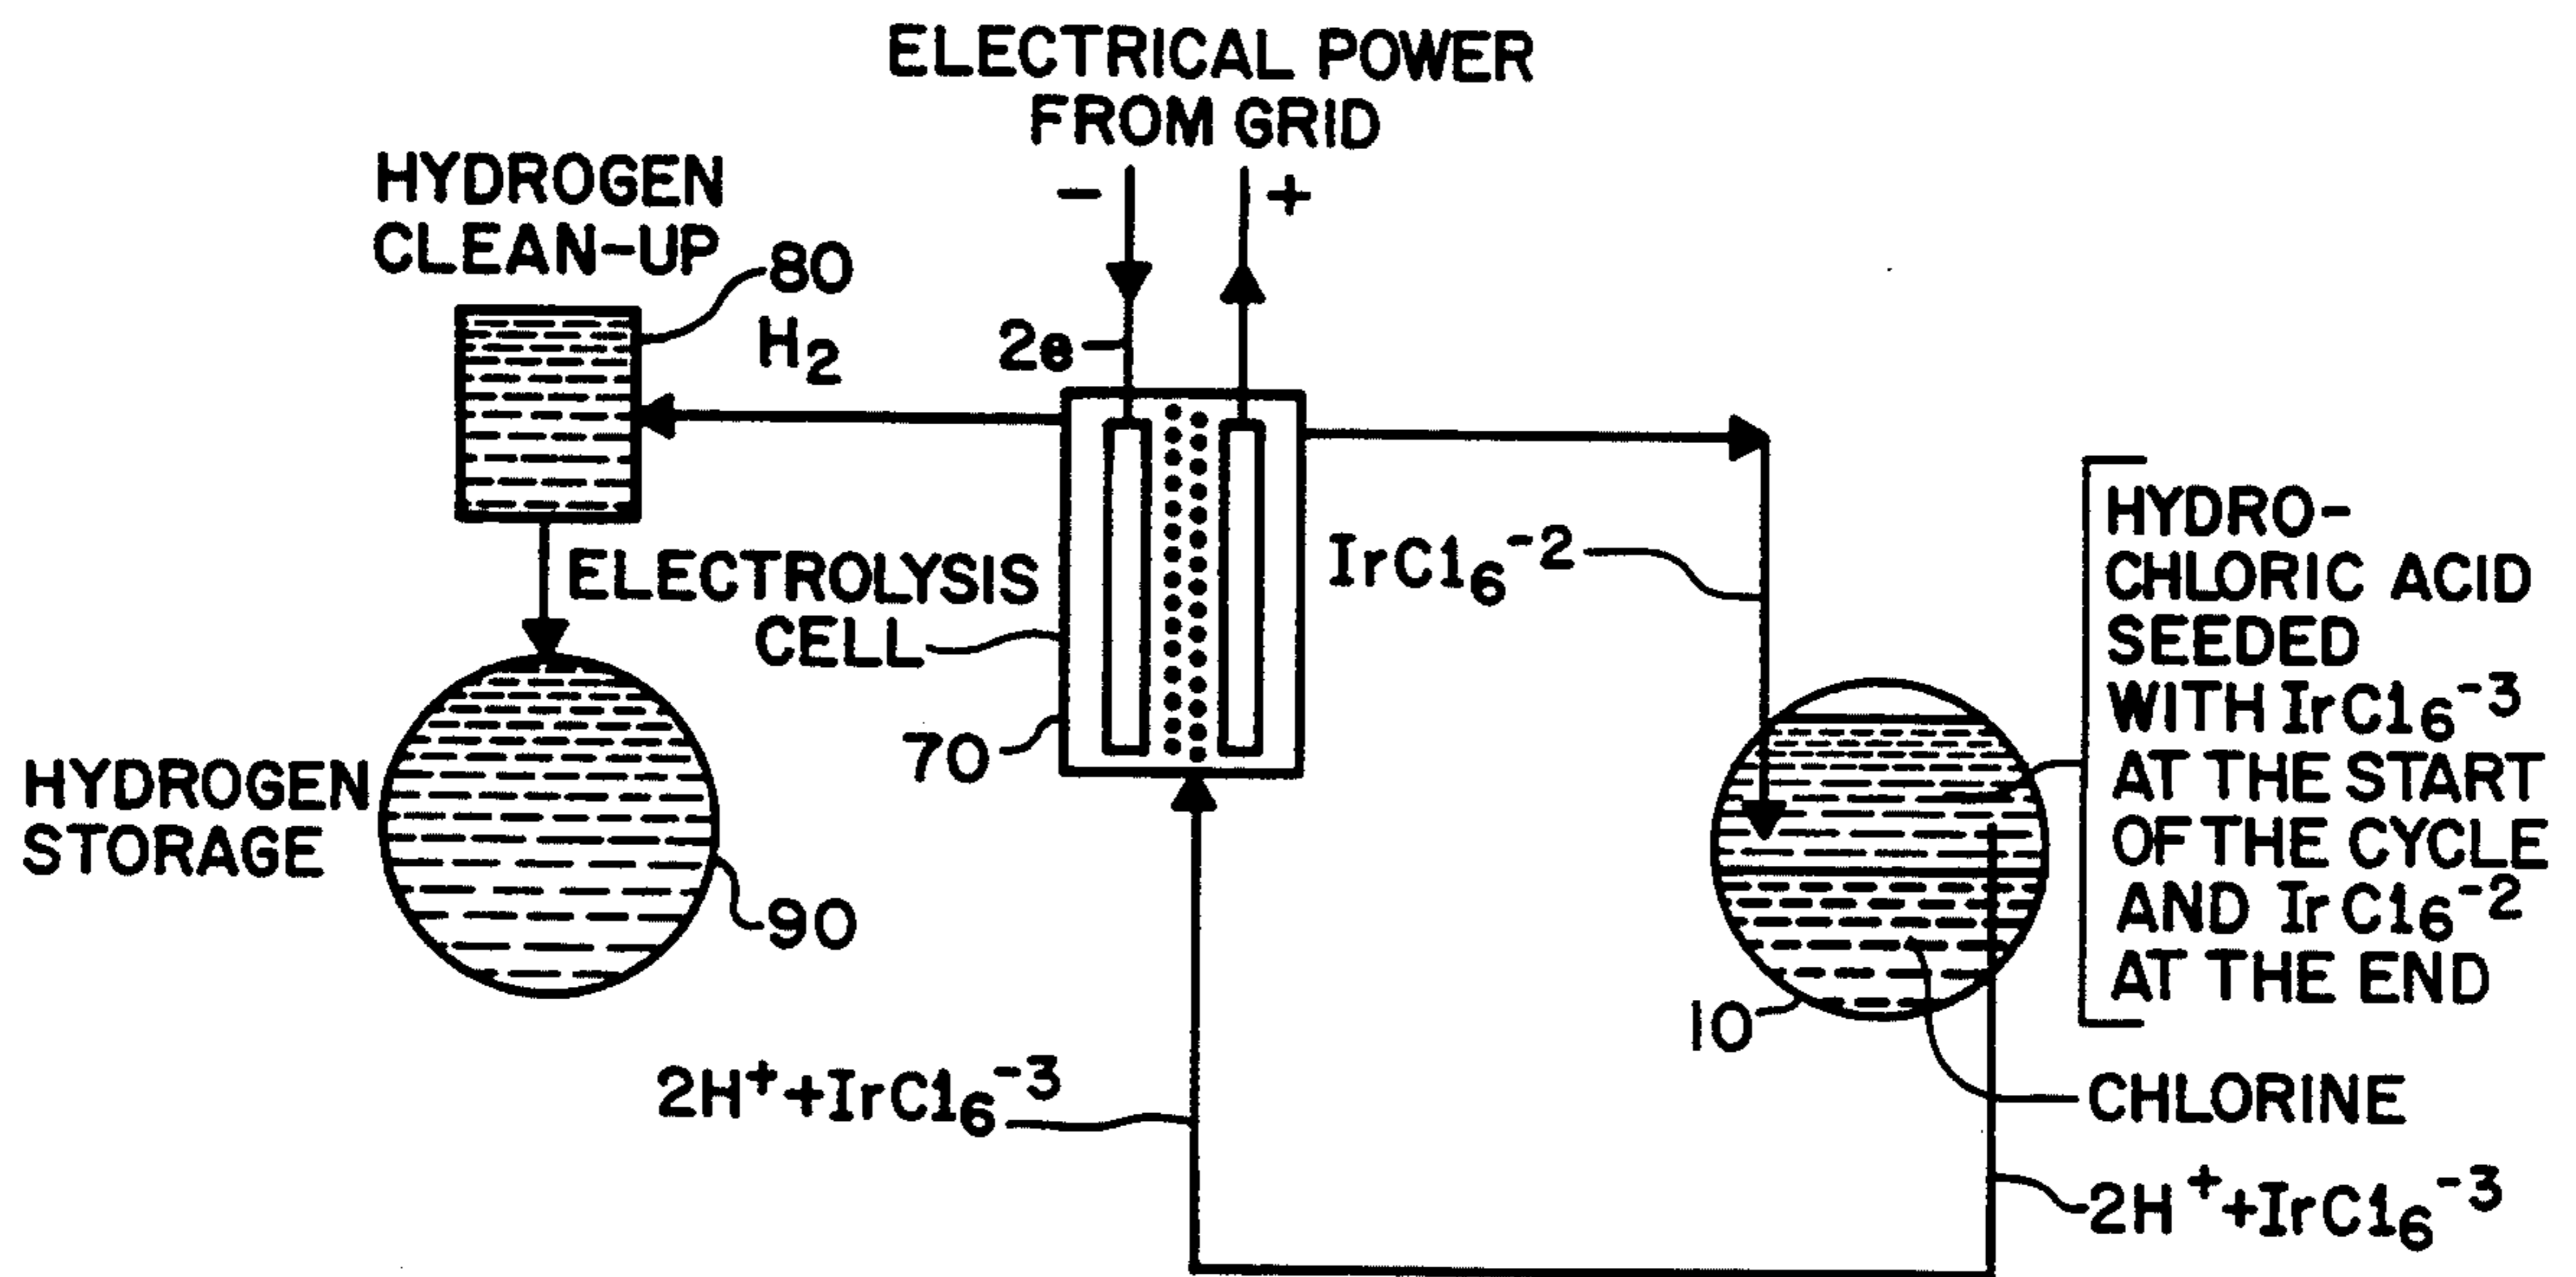 ELECTRICAL POWER
FROM GRID
- +
HYDROGEN
CLEAN-UP
80
H2
2e
ELECTROLYSIS
CELL
70
HYDROGEN
STORAGE
90
IrCl6-2
HYDRO-
CHLORIC ACID
SEEDED
WITH IrCl6-3
AT THE START
OF THE CYCLE
AND IrCl6-2
AT THE END
10
CHLORINE
2H++IrCl6-3
2H++IrCl6-3